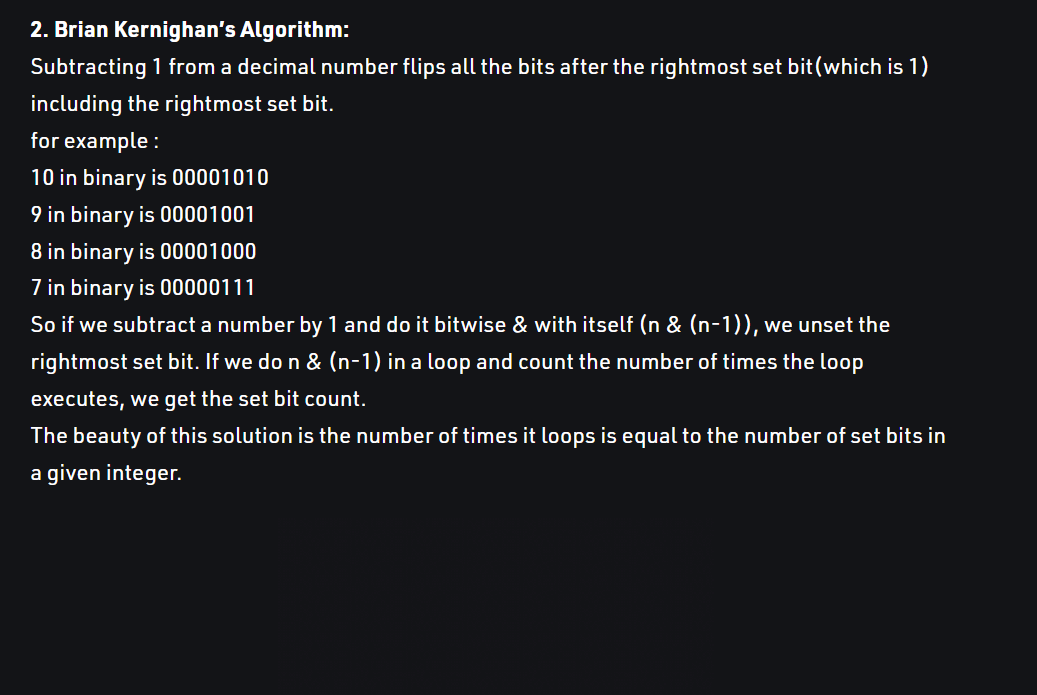 2. Brian Kernighan’s Algorithm:
Subtracting 1 from a decimal number flips all the bits after the rightmost set bit(which is 1)
including the rightmost set bit.
for example :
10 in binary is 00001010
9 in binary is 00001001
8 in binary is 00001000
7 in binary is 00000111
So if we subtract a number by 1 and do it bitwise & with itself (n & (n-1)), we unset the
rightmost set bit. If we do n & (n-1) in a loop and count the number of times the loop
executes, we get the set bit count.
The beauty of this solution is the number of times it loops is equal to the number of set bits in
a given integer.